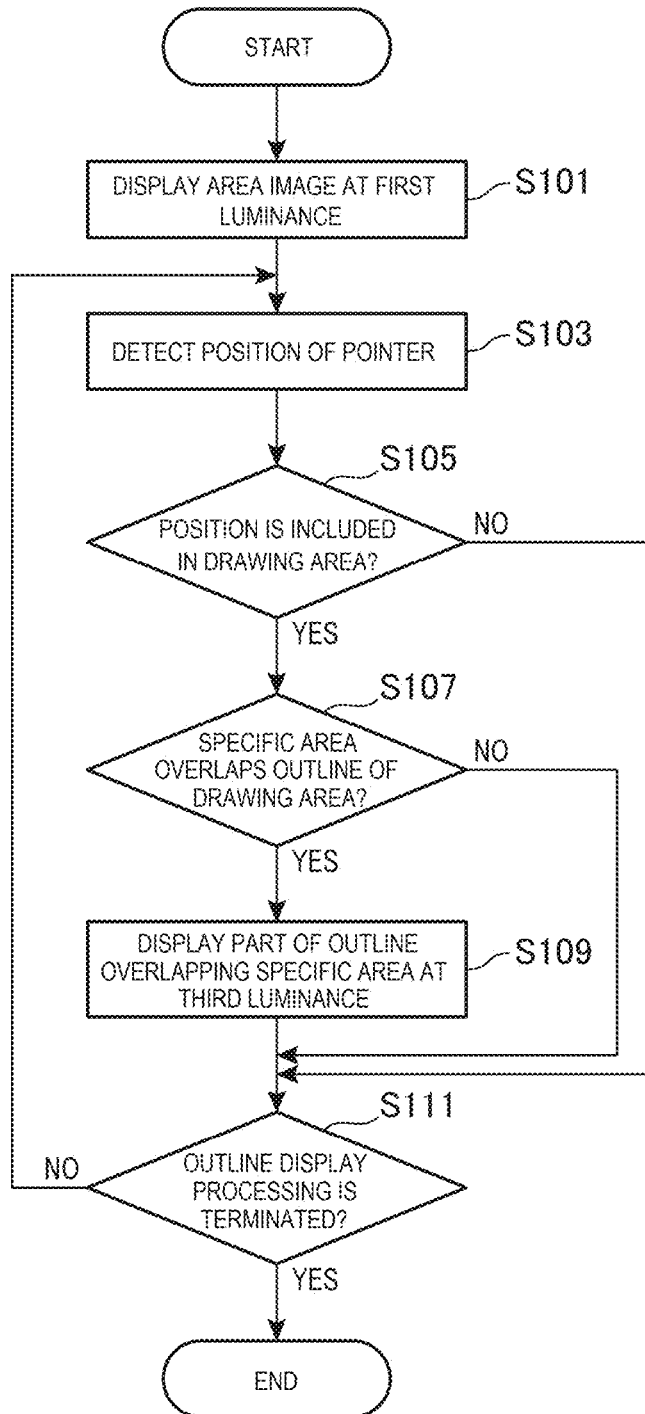 START
DISPLAY AREA IMAGE AT FIRST
LUMINANCE
S101
DETECT POSITION OF POINTER
S103
S105
POSITION IS INCLUDED
IN DRAWING AREA?
NO
YES
S107
SPECIFIC AREA
OVERLAPS OUTLINE OF
DRAWING AREA?
NO
YES
DISPLAY PART OF OUTLINE
OVERLAPPING SPECIFIC AREA AT
THIRD LUMINANCE
S109
S111
NO
OUTLINE DISPLAY
PROCESSING IS
TERMINATED?
YES
END